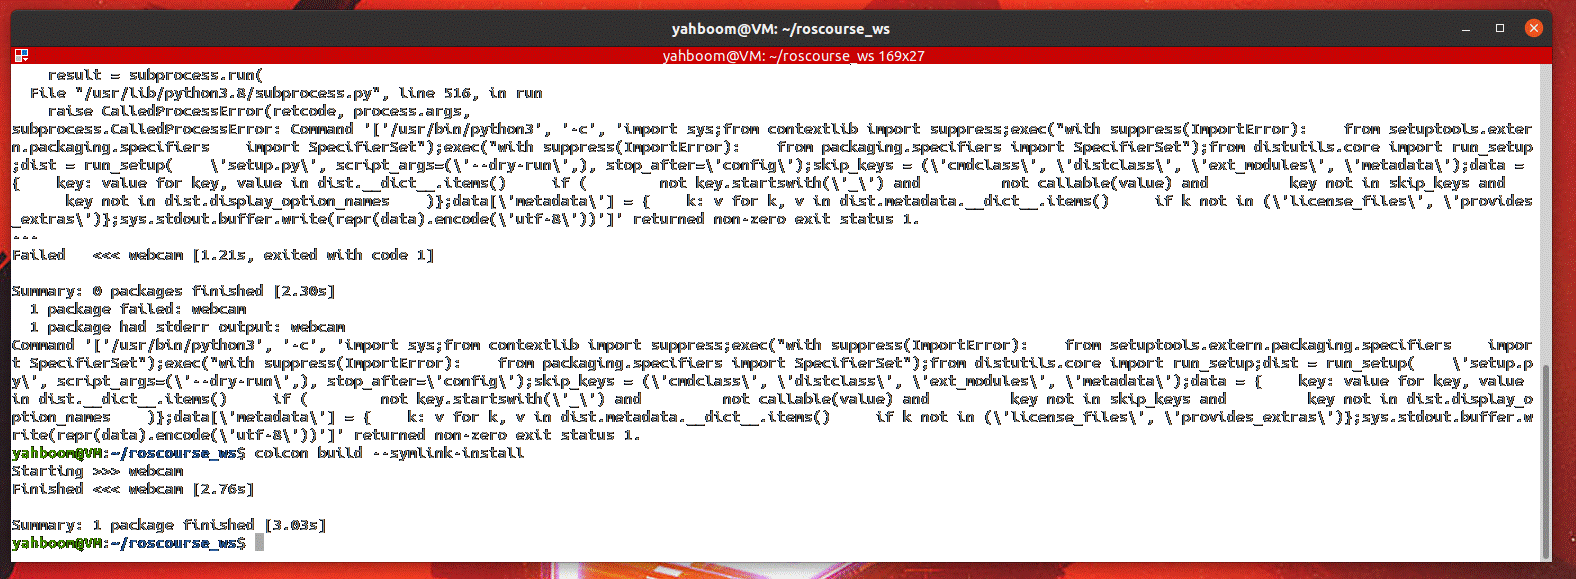 yahboom@VM: ~/roscourse_ws
yahboom@VM: ~/roscourse_ws 169x27
    result = subprocess.run(
  File "/usr/lib/python3.8/subprocess.py", line 516, in run
    raise CalledProcessError(retcode, process.args,
subprocess.CalledProcessError: Command '['/usr/bin/python3', '-c', 'import sys;from contextlib import suppress;exec("with suppress(ImportError):    from setuptools.exter
n.packaging.specifiers    import SpecifierSet");exec("with suppress(ImportError):    from packaging.specifiers import SpecifierSet");from distutils.core import run_setup
;dist = run_setup(    \'setup.py\', script_args=(\'--dry-run\',), stop_after=\'config\');skip_keys = (\'cmdclass\', \'distclass\', \'ext_modules\', \'metadata\');data =
{    key: value for key, value in dist.__dict__.items()     if (        not key.startswith(\'_\') and         not callable(value) and         key not in skip_keys and
      key not in dist.display_option_names    )};data[\'metadata\'] = {    k: v for k, v in dist.metadata.__dict__.items()     if k not in (\'license_files\', \'provides
_extras\')};sys.stdout.buffer.write(repr(data).encode(\'utf-8\'))']' returned non-zero exit status 1.
---
Failed   <<< webcam [1.21s, exited with code 1]
Summary: 0 packages finished [2.30s]
  1 package failed: webcam
  1 package had stderr output: webcam
Command '['/usr/bin/python3', '-c', 'import sys;from contextlib import suppress;exec("with suppress(ImportError):    from setuptools.extern.packaging.specifiers    impor
t SpecifierSet");exec("with suppress(ImportError):    from packaging.specifiers import SpecifierSet");from distutils.core import run_setup;dist = run_setup(    \'setup.p
y\', script_args=(\'--dry-run\',), stop_after=\'config\');skip_keys = (\'cmdclass\', \'distclass\', \'ext_modules\', \'metadata\');data = {    key: value for key, value
in dist.__dict__.items()     if (        not key.startswith(\'_\') and         not callable(value) and         key not in skip_keys and         key not in dist.display_o
ption_names    )};data[\'metadata\'] = {    k: v for k, v in dist.metadata.__dict__.items()     if k not in (\'license_files\', \'provides_extras\')};sys.stdout.buffer.w
rite(repr(data).encode(\'utf-8\'))']' returned non-zero exit status 1.
yahboom@VM:~/roscourse_ws$ colcon build --symlink-install
Starting >>> webcam
Finished <<< webcam [2.76s]
Summary: 1 package finished [3.03s]
yahboom@VM:~/roscourse_ws$